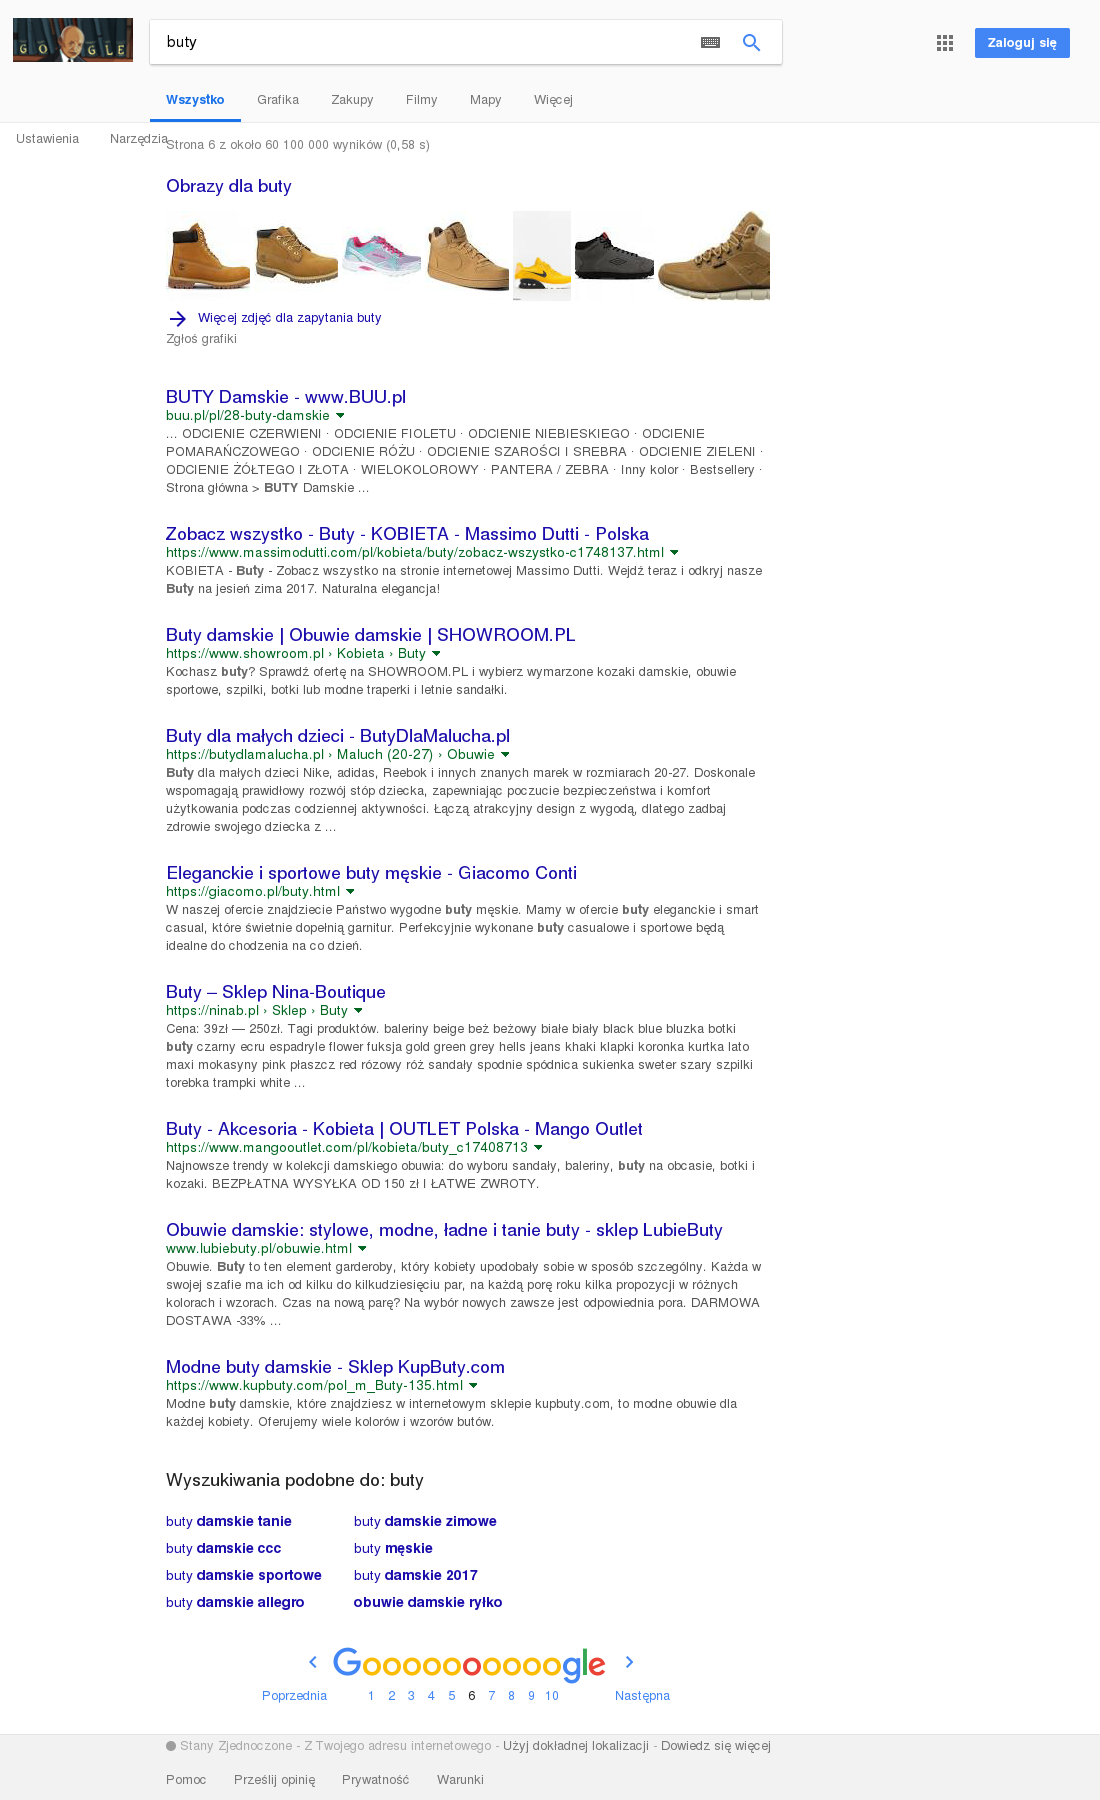 GOOGLE
buty
Zaloguj się
Wszystko Grafika Zakupy Filmy Mapy Więcej
Ustawienia Narzędzia
Strona 6 z około 60 100 000 wyników (0,58 s)
Obrazy dla buty
Więcej zdjęć dla zapytania buty
Zgłoś grafiki
BUTY Damskie - www.BUU.pl
buu.pl/pl/28-buty-damskie
... ODCIENIE CZERWIENI · ODCIENIE FIOLETU · ODCIENIE NIEBIESKIEGO · ODCIENIE
POMARAŃCZOWEGO · ODCIENIE RÓŻU · ODCIENIE SZAROŚCI I SREBRA · ODCIENIE ZIELENI ·
ODCIENIE ŻÓŁTEGO I ZŁOTA · WIELOKOLOROWY · PANTERA / ZEBRA · Inny kolor · Bestsellery ·
Strona główna > BUTY Damskie ...
Zobacz wszystko - Buty - KOBIETA - Massimo Dutti - Polska
https://www.massimodutti.com/pl/kobieta/buty/zobacz-wszystko-c1748137.html
KOBIETA - Buty - Zobacz wszystko na stronie internetowej Massimo Dutti. Wejdź teraz i odkryj nasze
Buty na jesień zima 2017. Naturalna elegancja!
Buty damskie | Obuwie damskie | SHOWROOM.PL
https://www.showroom.pl › Kobieta › Buty
Kochasz buty? Sprawdź ofertę na SHOWROOM.PL i wybierz wymarzone kozaki damskie, obuwie
sportowe, szpilki, botki lub modne traperki i letnie sandałki.
Buty dla małych dzieci - ButyDlaMalucha.pl
https://butydlamalucha.pl › Maluch (20-27) › Obuwie
Buty dla małych dzieci Nike, adidas, Reebok i innych znanych marek w rozmiarach 20-27. Doskonale
wspomagają prawidłowy rozwój stóp dziecka, zapewniając poczucie bezpieczeństwa i komfort
użytkowania podczas codziennej aktywności. Łączą atrakcyjny design z wygodą, dlatego zadbaj
zdrowie swojego dziecka z ...
Eleganckie i sportowe buty męskie - Giacomo Conti
https://giacomo.pl/buty.html
W naszej ofercie znajdziecie Państwo wygodne buty męskie. Mamy w ofercie buty eleganckie i smart
casual, które świetnie dopełnią garnitur. Perfekcyjnie wykonane buty casualowe i sportowe będą
idealne do chodzenia na co dzień.
Buty – Sklep Nina-Boutique
https://ninab.pl › Sklep › Buty
Cena: 39zł — 250zł. Tagi produktów. baleriny beige beż beżowy białe biały black blue bluzka botki
buty czarny ecru espadryle flower fuksja gold green grey hells jeans khaki klapki koronka kurtka lato
maxi mokasyny pink płaszcz red rózowy róż sandały spodnie spódnica sukienka sweter szary szpilki
torebka trampki white ...
Buty - Akcesoria - Kobieta | OUTLET Polska - Mango Outlet
https://www.mangooutlet.com/pl/kobieta/buty_c17408713
Najnowsze trendy w kolekcji damskiego obuwia: do wyboru sandały, baleriny, buty na obcasie, botki i
kozaki. BEZPŁATNA WYSYŁKA OD 150 zł I ŁATWE ZWROTY.
Obuwie damskie: stylowe, modne, ładne i tanie buty - sklep LubieButy
www.lubiebuty.pl/obuwie.html
Obuwie. Buty to ten element garderoby, który kobiety upodobały sobie w sposób szczególny. Każda w
swojej szafie ma ich od kilku do kilkudziesięciu par, na każdą porę roku kilka propozycji w różnych
kolorach i wzorach. Czas na nową parę? Na wybór nowych zawsze jest odpowiednia pora. DARMOWA
DOSTAWA -33% ...
Modne buty damskie - Sklep KupButy.com
https://www.kupbuty.com/pol_m_Buty-135.html
Modne buty damskie, które znajdziesz w internetowym sklepie kupbuty.com, to modne obuwie dla
każdej kobiety. Oferujemy wiele kolorów i wzorów butów.
Wyszukiwania podobne do: buty
buty damskie tanie buty damskie zimowe
buty damskie ccc buty męskie
buty damskie sportowe buty damskie 2017
buty damskie allegro obuwie damskie ryłko
Goooooooooogle
Poprzednia 1 2 3 4 5 6 7 8 9 10 Następna
Stany Zjednoczone - Z Twojego adresu internetowego - Użyj dokładnej lokalizacji - Dowiedz się więcej
Pomoc Prześlij opinię Prywatność Warunki